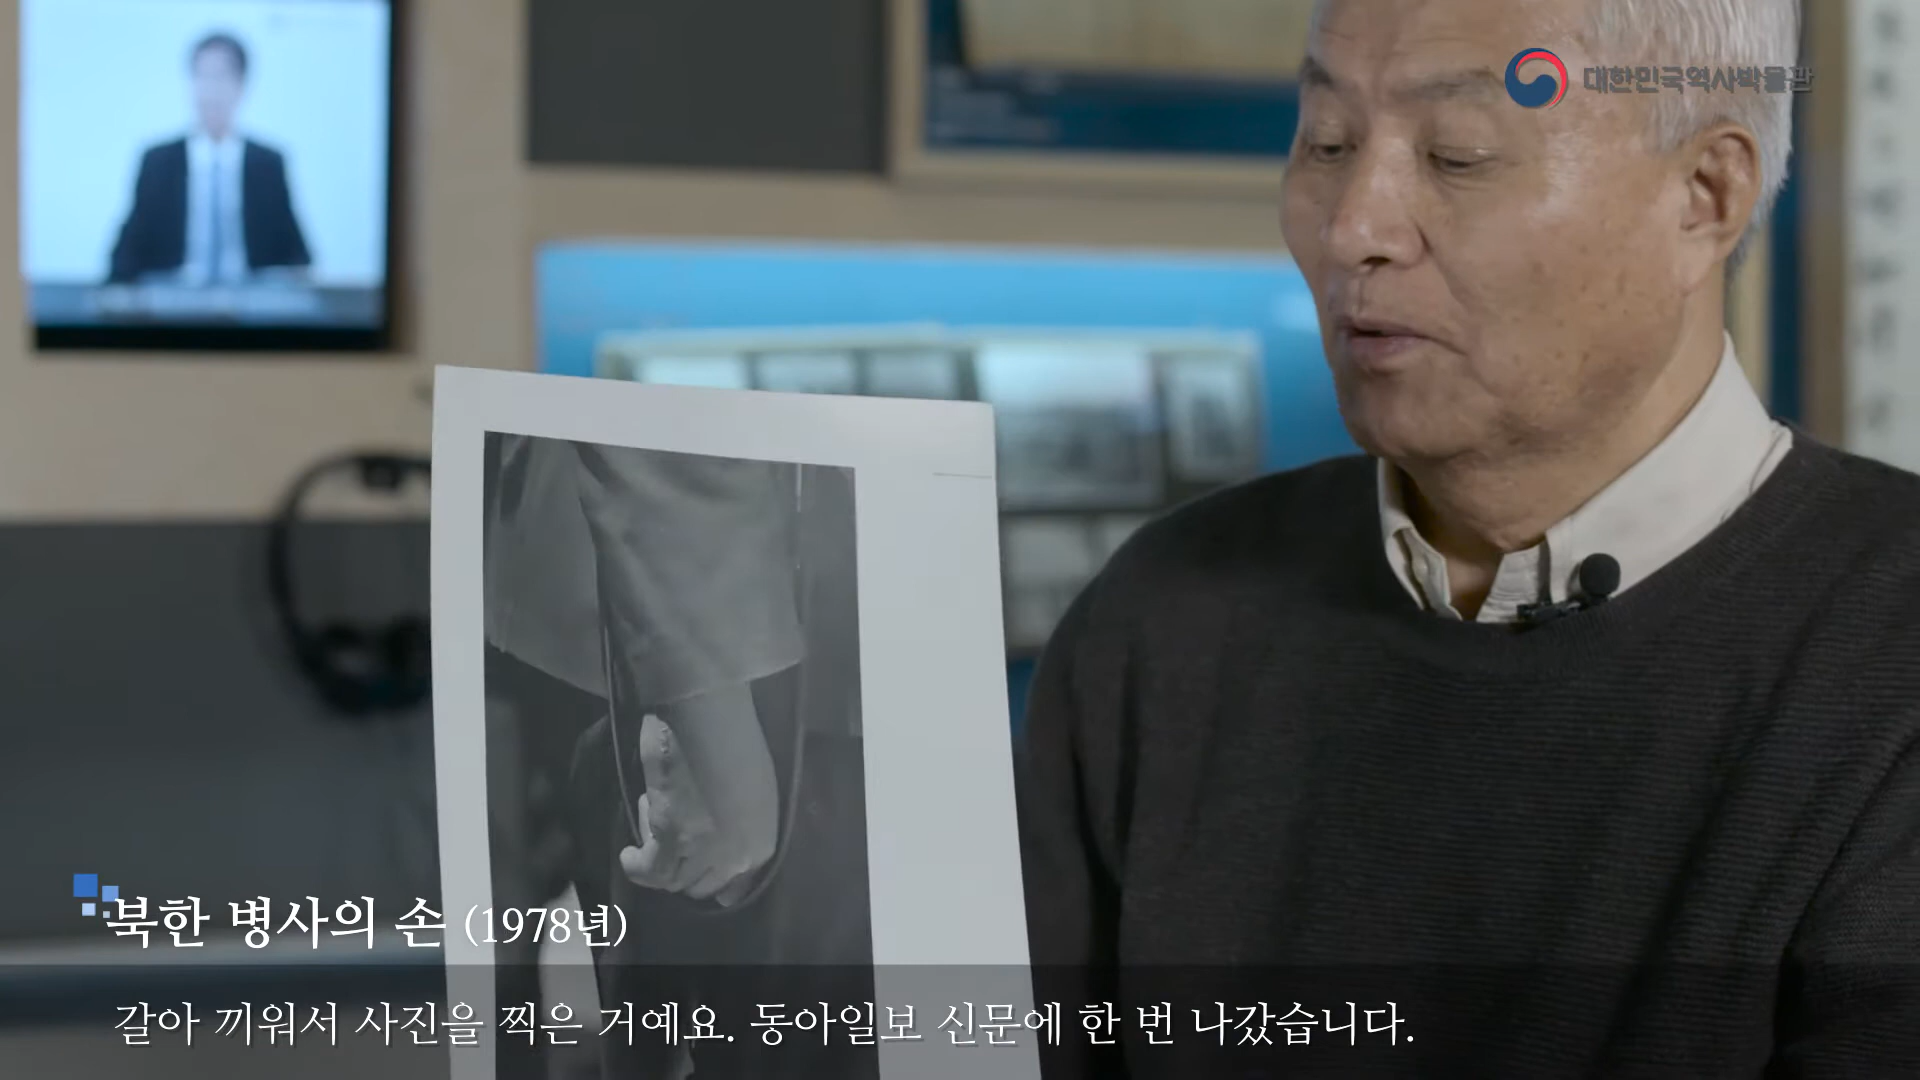 대한민국역사박물관
북한 병사의 손 (1978년)
갈아 끼워서 사진을 찍은 거예요. 동아일보 신문에 한 번 나갔습니다.